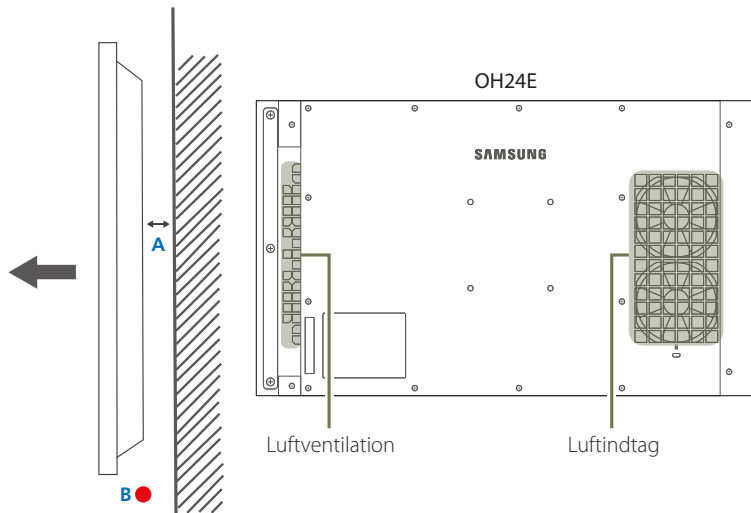 OH24E
SAMSUNG
A
Luftventilation
Luftindtag
B